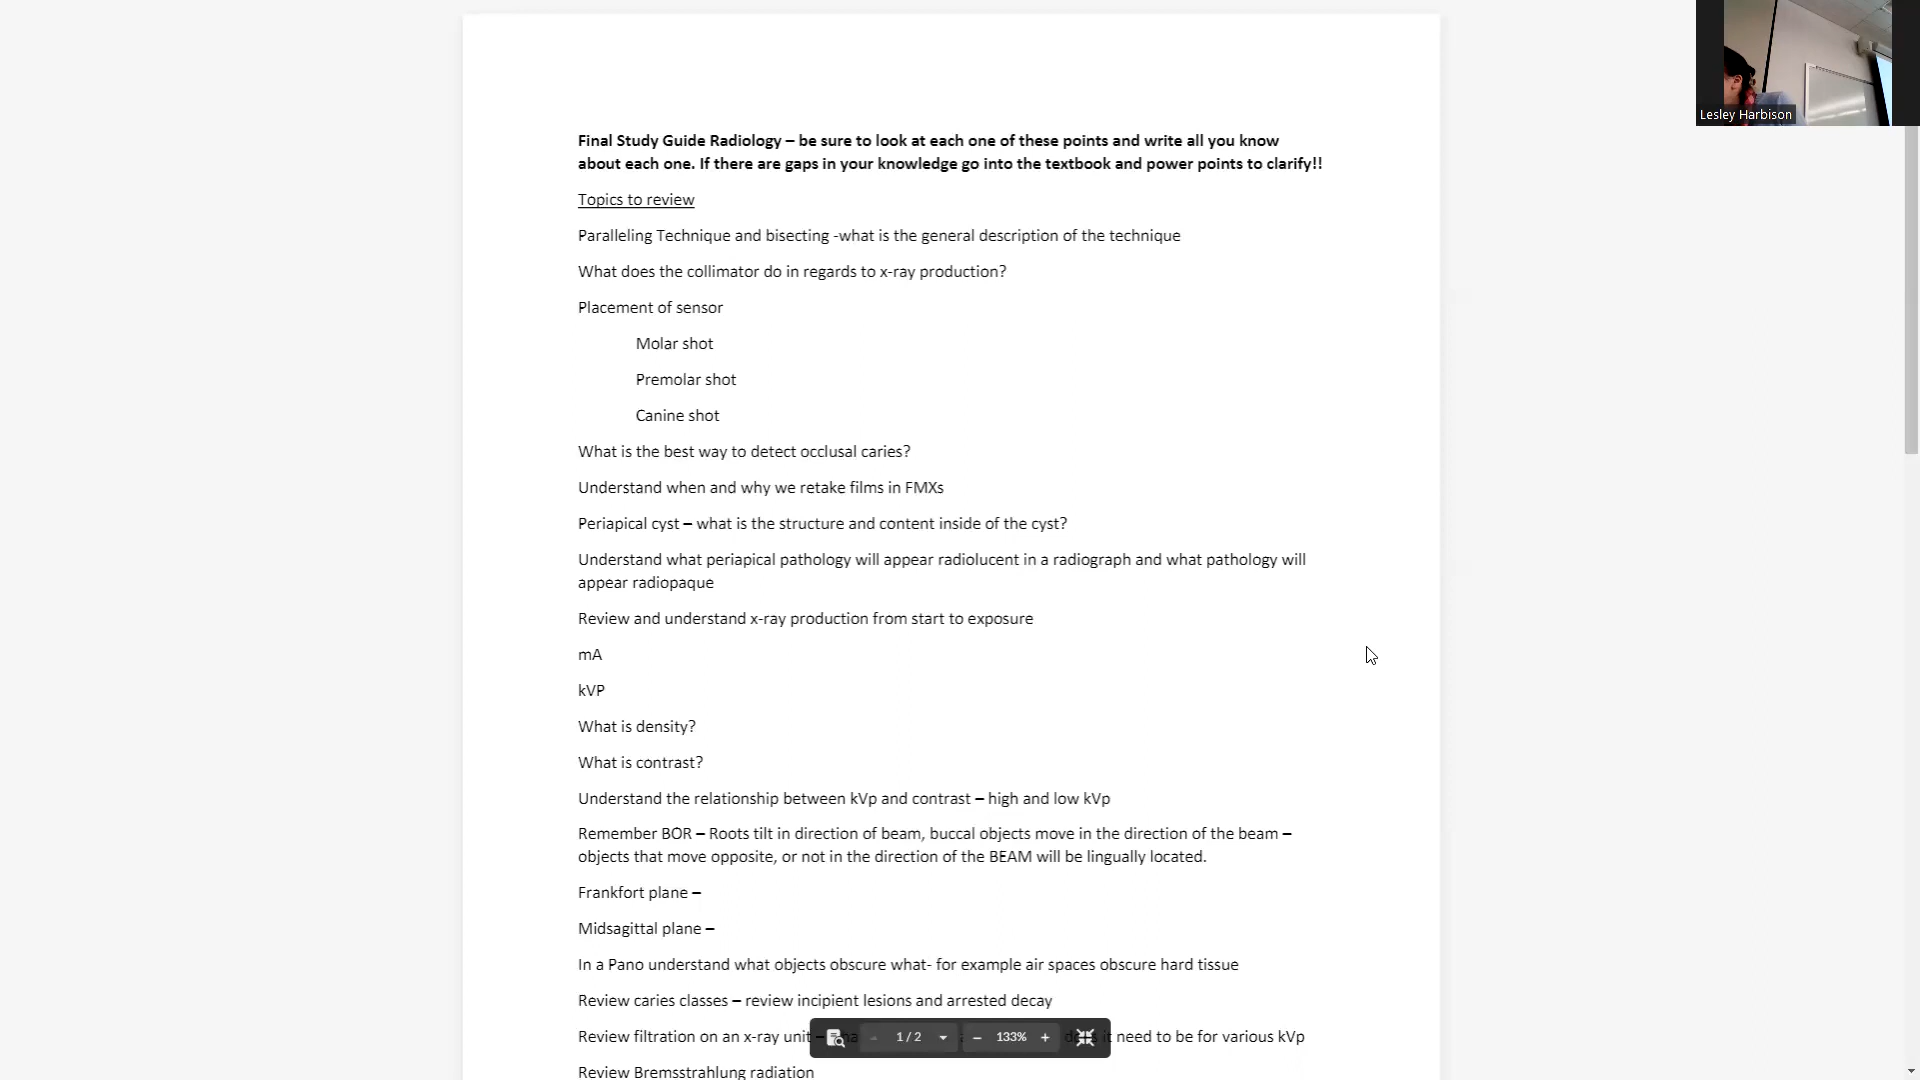 Lesley Harbison
Final Study Guide Radiology – be sure to look at each one of these points and write all you know
about each one. If there are gaps in your knowledge go into the textbook and power points to clarify!!
Topics to review
Paralleling Technique and bisecting -what is the general description of the technique
What does the collimator do in regards to x-ray production?
Placement of sensor
Molar shot
Premolar shot
Canine shot
What is the best way to detect occlusal caries?
Understand when and why we retake films in FMXs
Periapical cyst – what is the structure and content inside of the cyst?
Understand what periapical pathology will appear radiolucent in a radiograph and what pathology will
appear radiopaque
Review and understand x-ray production from start to exposure
mA
kVP
What is density?
What is contrast?
Understand the relationship between kVp and contrast – high and low kVp
Remember BOR – Roots tilt in direction of beam, buccal objects move in the direction of the beam –
objects that move opposite, or not in the direction of the BEAM will be lingually located.
Frankfort plane –
Midsagittal plane –
In a Pano understand what objects obscure what- for example air spaces obscure hard tissue
Review caries classes – review incipient lesions and arrested decay
Review filtration on an x-ray unit – it need to be for various kVp
1 / 2
133%
Review Bremsstrahlung radiation